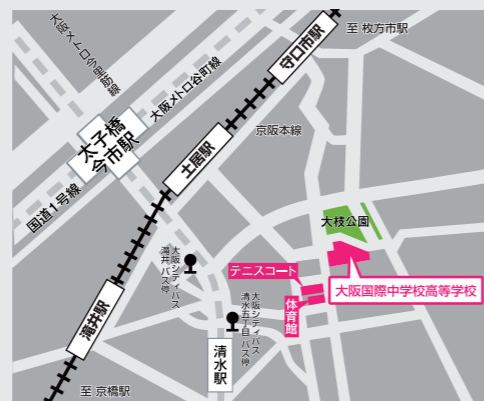 至 枚方市駅
守口市駅
大阪メトロ今里筋線
大阪メトロ谷町線
太子橋
今市駅
京阪本線
土居駅
国道1号線
大枝公園
大阪シティバス
滝井 バス停
テニスコート
大阪国際中学校高等学校
体育館
大阪シティバス
清水五丁目 バス停
滝井駅
清水駅
至 京橋駅